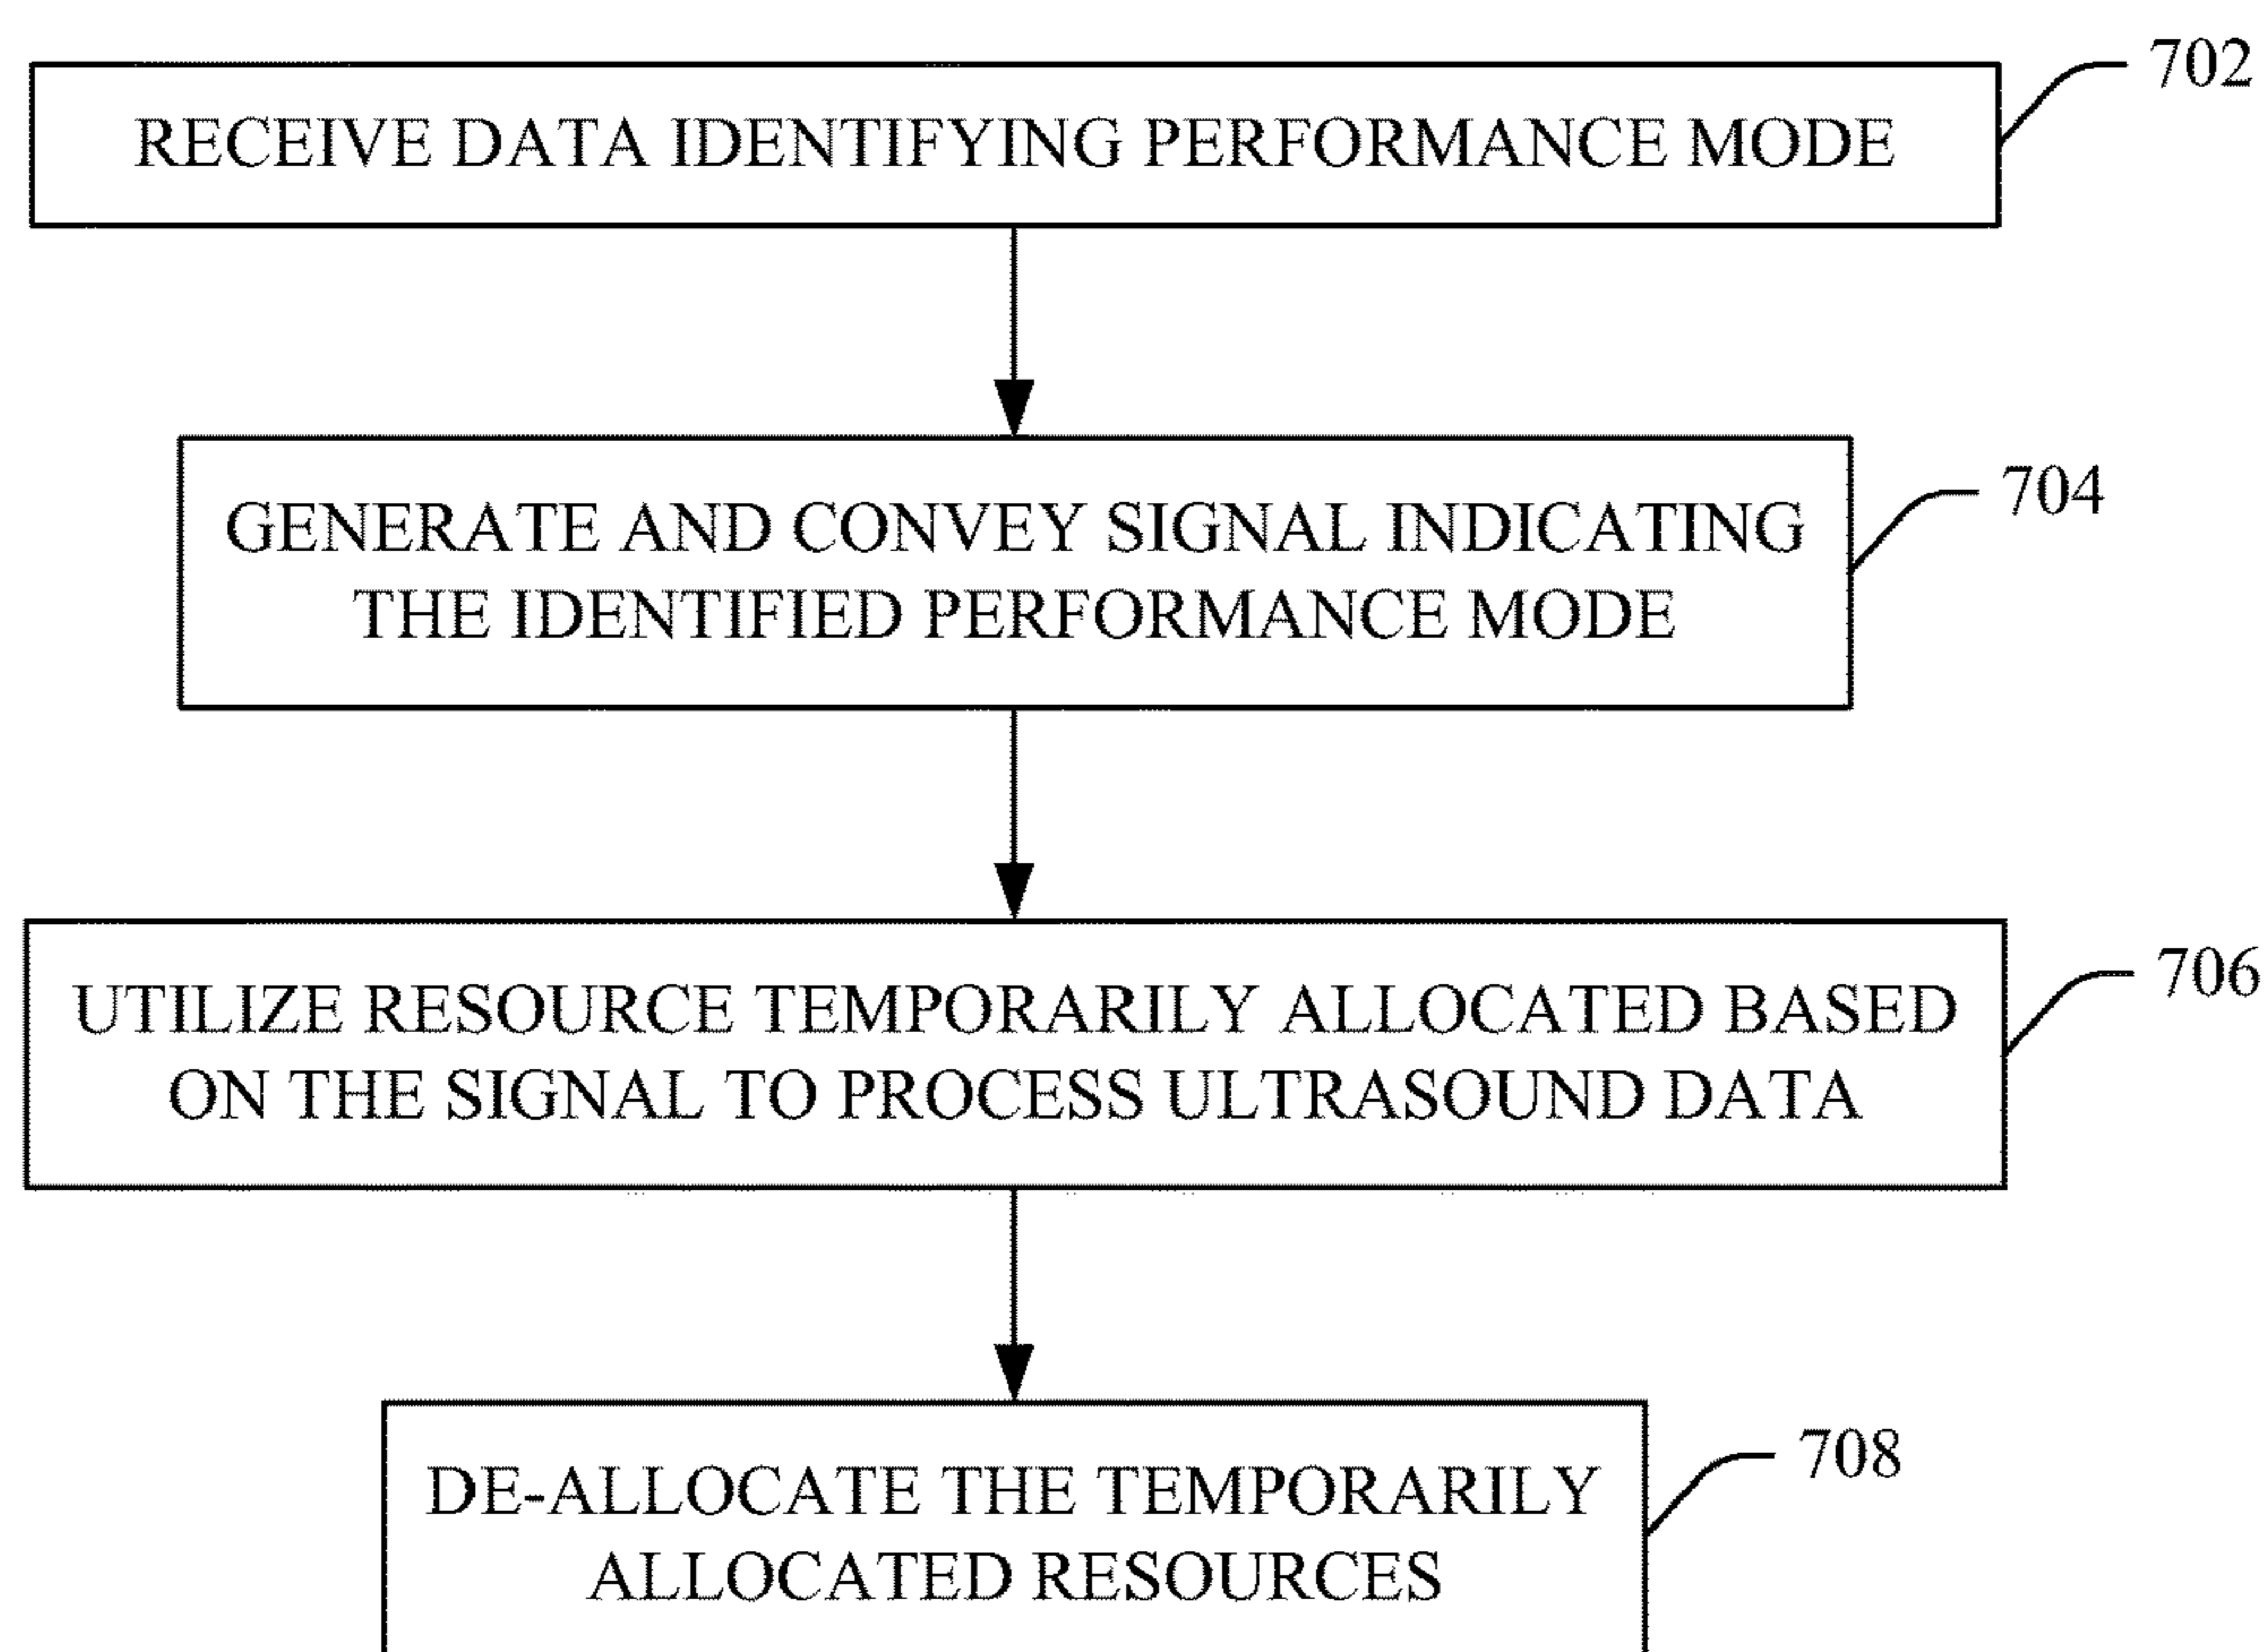 702
RECEIVE DATA IDENTIFYING PERFORMANCE MODE
704
GENERATE AND CONVEY SIGNAL INDICATING
THE IDENTIFIED PERFORMANCE MODE
706
UTILIZE RESOURCE TEMPORARILY ALLOCATED BASED
ON THE SIGNAL TO PROCESS ULTRASOUND DATA
708
DE-ALLOCATE THE TEMPORARILY
ALLOCATED RESOURCES